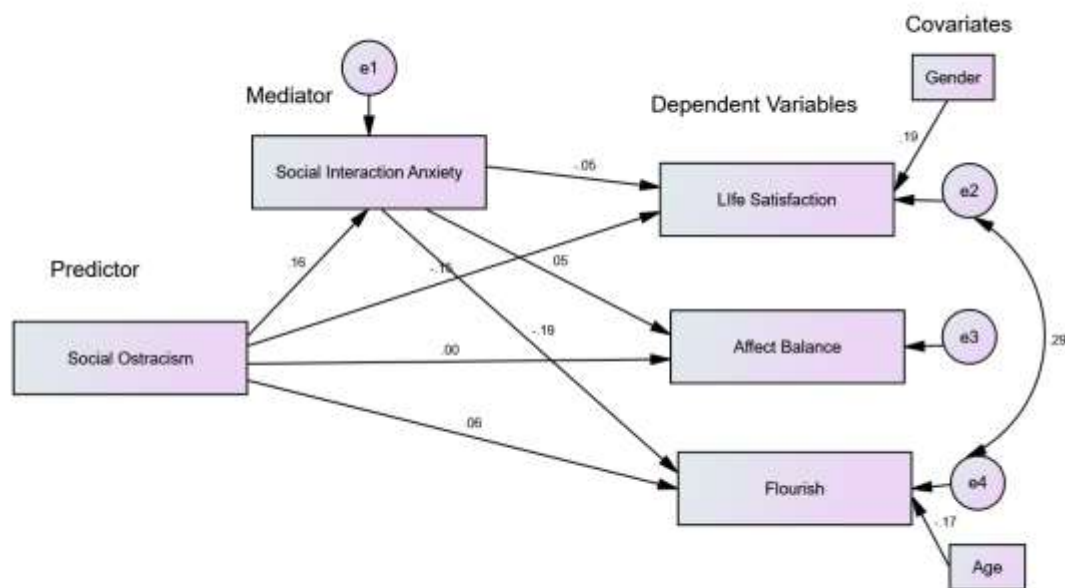 Covariates
e1
Gender
Mediator
Dependent Variables
.19
Social Interaction Anxiety
-.05
LIfe Satisfaction
e2
Predictor
.16
-.15
.05
-.19
.29
Social Ostracism
.00
Affect Balance
e3
.06
Flourish
e4
-.17
Age